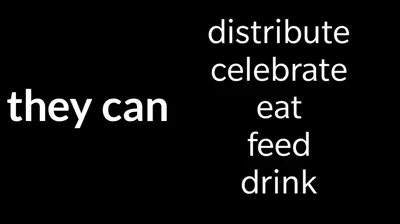 they can
distribute
celebrate
eat
feed
drink